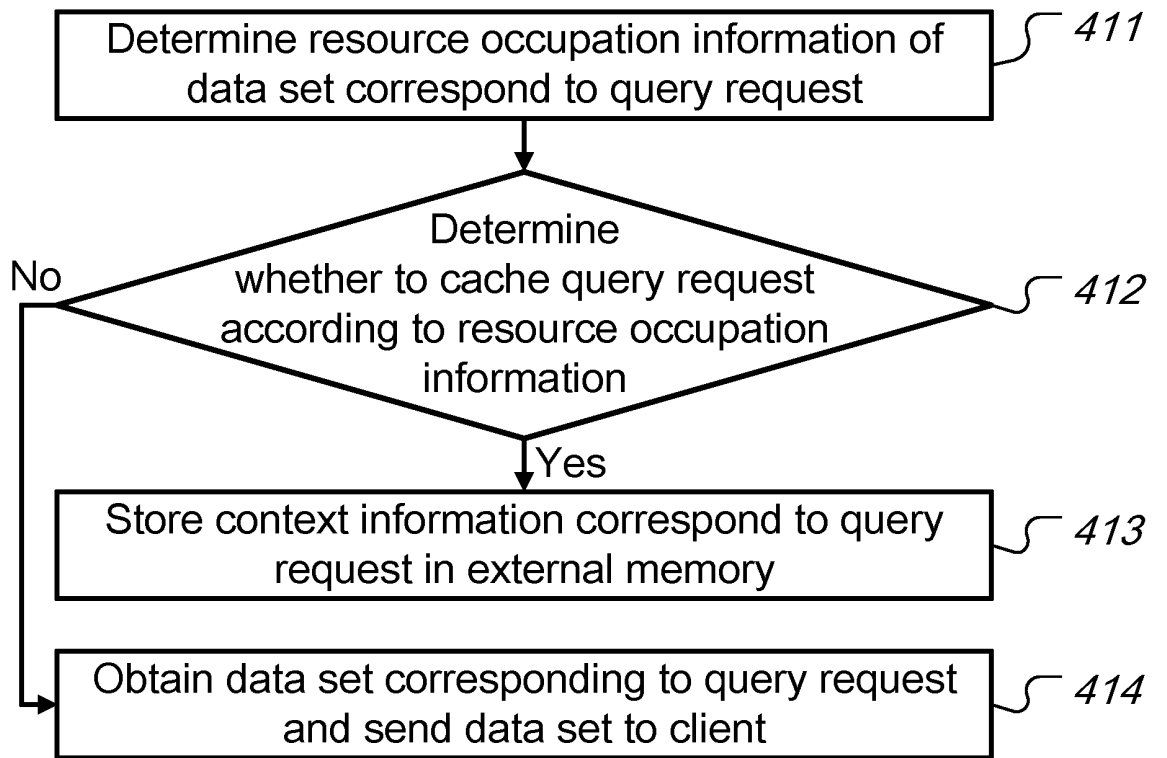 Determine resource occupation information of
data set correspond to query request
411
Determine
whether to cache query request
according to resource occupation
information
412
No
Yes
Store context information correspond to query
request in external memory
413
Obtain data set corresponding to query request
and send data set to client
414